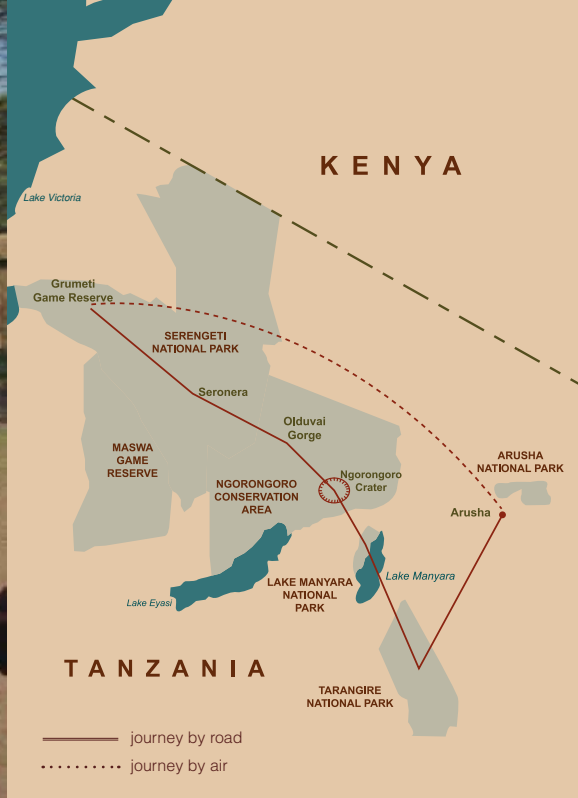 KENYA
Lake Victoria
Grumeti
Game Reserve
SERENGETI
NATIONAL PARK
Seronera
Olduvai
Gorge
MASWA
GAME
RESERVE
NGORONGORO
CONSERVATION
AREA
Ngorongoro
Crater
ARUSHA
NATIONAL PARK
Arusha
Lake Manyara
LAKE MANYARA
NATIONAL
PARK
Lake Eyasi
TANZANIA
TARANGIRE
NATIONAL PARK
journey by road
journey by air